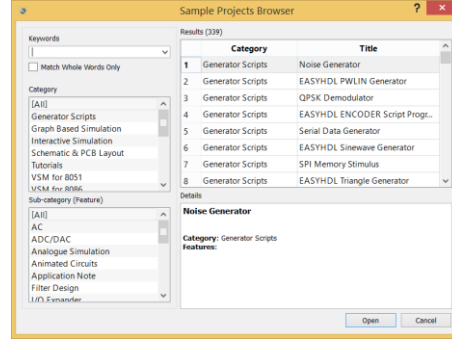 Sample Projects Browser
?
Keywords
Match Whole Words Only
Category
[All]
Generator Scripts
Graph Based Simulation
Interactive Simulation
Schematic & PCB Layout
Tutorials
VSM for 8051
VSM for 8086
Sub-category (Feature)
[All]
AC
ADC/DAC
Analogue Simulation
Animated Circuits
Application Note
Filter Design
I/O Expander
Results (339)
Category Title
1 Generator Scripts Noise Generator
2 Generator Scripts EASYHDL PWLIN Generator
3 Generator Scripts QPSK Demodulator
4 Generator Scripts EASYHDL ENCODER Script Progr...
5 Generator Scripts Serial Data Generator
6 Generator Scripts EASYHDL Sinewave Generator
7 Generator Scripts SPI Memory Stimulus
8 Generator Scripts EASYHDL Triangle Generator
Details
Noise Generator
Category: Generator Scripts
Features:
Open Cancel